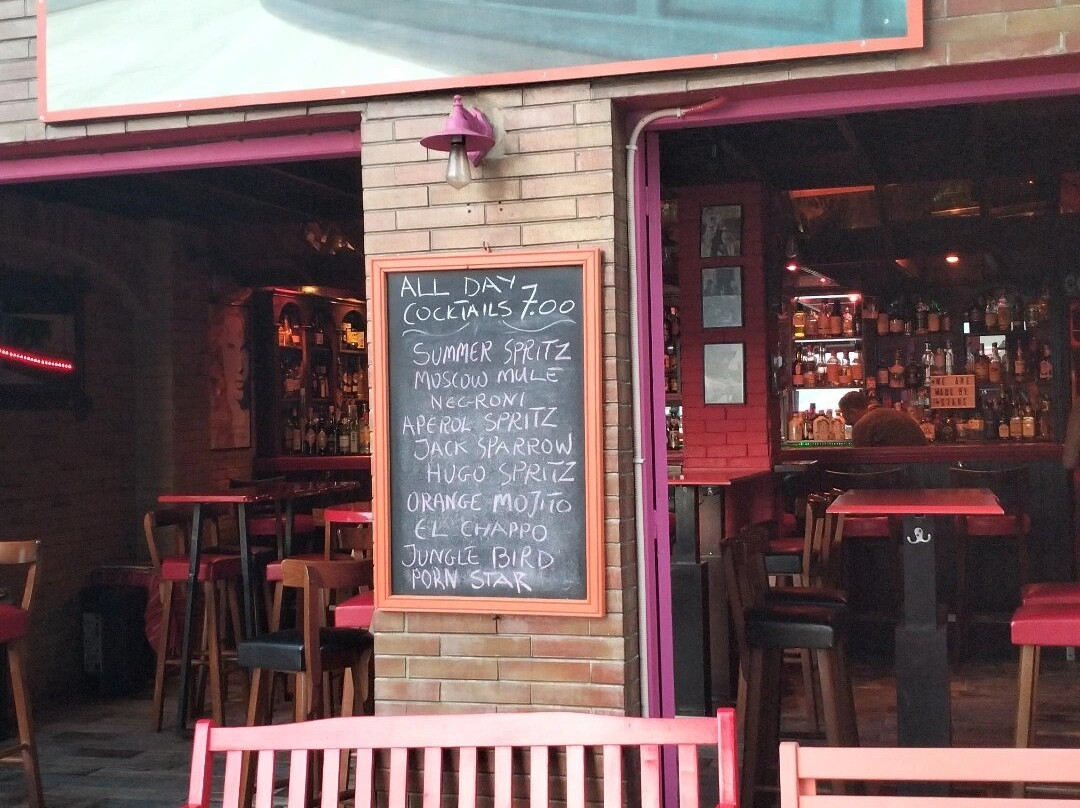 ALL DAY
COCKTAILS 7.00
SUMMER SPRITZ
MOSCOW MULE
NEGRONI
APEROL SPRITZ
JACK SPARROW
HUGO SPRITZ
ORANGE MOJITO
EL CHAPPO
JUNGLE BIRD
PORN STAR
WE ARE
MADE OF
STARS